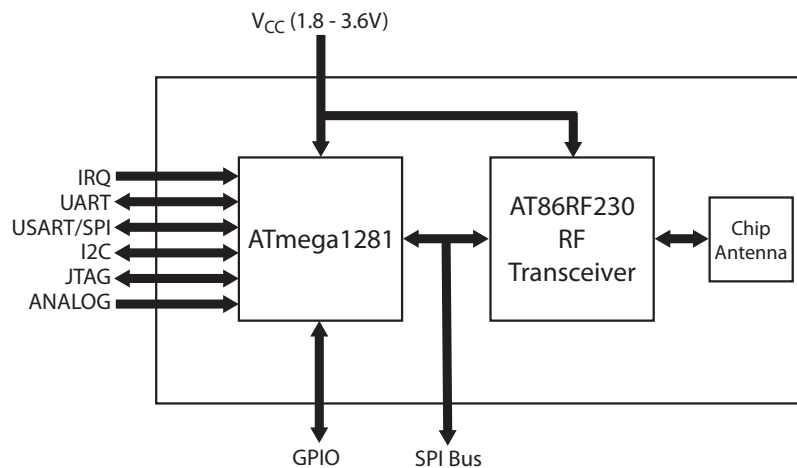 VCC (1.8 - 3.6V)
IRQ
UART
USART/SPI
I2C
JTAG
ANALOG
ATmega1281
AT86RF230
RF
Transceiver
Chip
Antenna
GPIO
SPI Bus